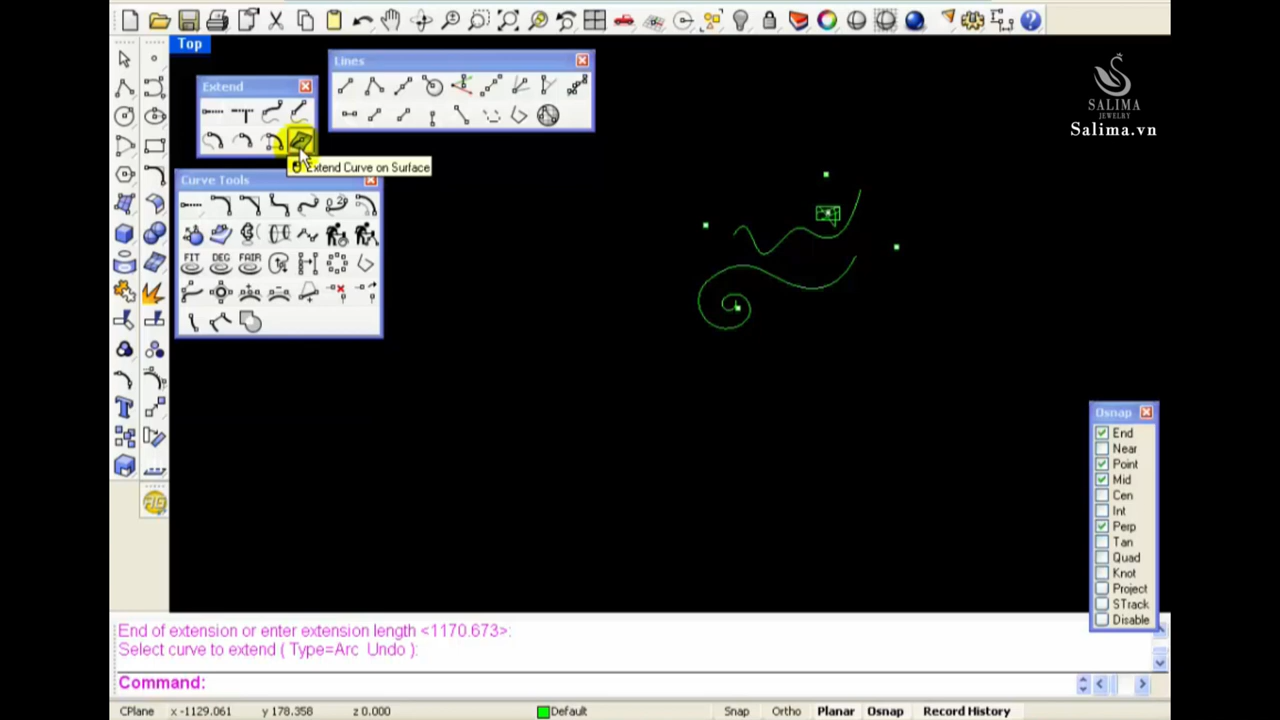 Top
Lines
Extend
Extend Curve on Surface
Curve Tools
FIT DEG FAIR
SALIMA
JEWELRY
Salima.vn
Osnap
End
Near
Point
Mid
Cen
Int
Perp
Tan
Quad
Knot
Project
STrack
Disable
End of extension or enter extension length <1170.673>:
Select curve to extend ( Type=Arc Undo ):
Command:
CPlane x -1129.061 y 178.358 z 0.000 Default Snap Ortho Planar Osnap Record History